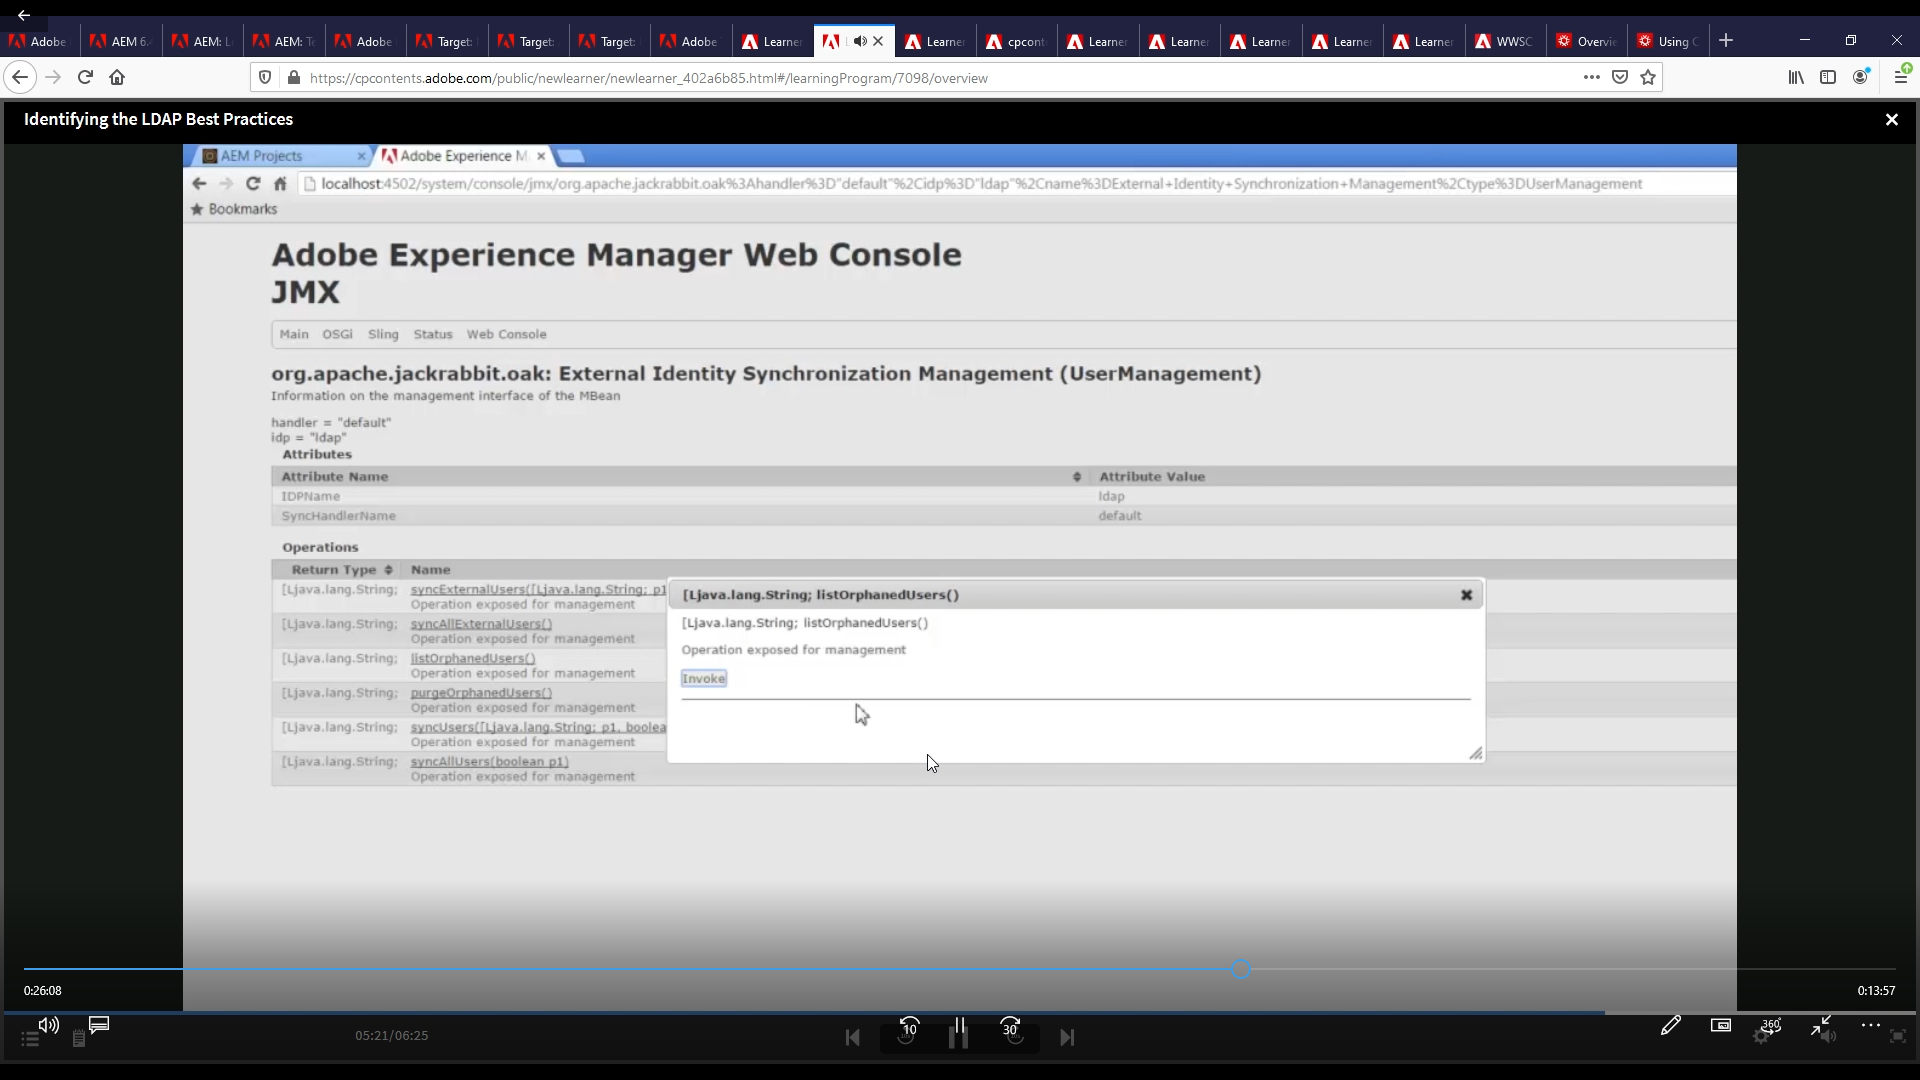 Adobe
AEM 6.
AEM: L
AEM: Te
Adobe
Target:
Target:
Target:
Adobe
Learner
Learner
cpconte
Learner
Learner
Learner
Learner
Learner
WWSC
Overvie
Using C
https://cpcontents.adobe.com/public/newlearner/newlearner_402a6b85.html#/learningProgram/7098/overview
Identifying the LDAP Best Practices
AEM Projects
Adobe Experience M
localhost:4502/system/console/jmx/org.apache.jackrabbit.oak%3Ahandler%3D"default"%2Cidp%3D"ldap"%2Cname%3DExternal+Identity+Synchronization+Management%2Ctype%3DUserManagement
Bookmarks
Adobe Experience Manager Web Console
JMX
Main OSGi Sling Status Web Console
org.apache.jackrabbit.oak: External Identity Synchronization Management (UserManagement)
Information on the management interface of the MBean
handler = "default"
idp = "ldap"
Attributes
Attribute Name Attribute Value
IDPName ldap
SyncHandlerName default
Operations
Return Type Name
[Ljava.lang.String; syncExternalUsers([Ljava.lang.String; p1
Operation exposed for management
[Ljava.lang.String; syncAllExternalUsers()
Operation exposed for management
[Ljava.lang.String; listOrphanedUsers()
Operation exposed for management
[Ljava.lang.String; purgeOrphanedUsers()
Operation exposed for management
[Ljava.lang.String; syncUsers([Ljava.lang.String; p1, boolea
Operation exposed for management
[Ljava.lang.String; syncAllUsers(boolean p1)
Operation exposed for management
[Ljava.lang.String; listOrphanedUsers()
[Ljava.lang.String; listOrphanedUsers()
Operation exposed for management
Invoke
0:26:08
0:13:57
05:21/06:25
10
30
360